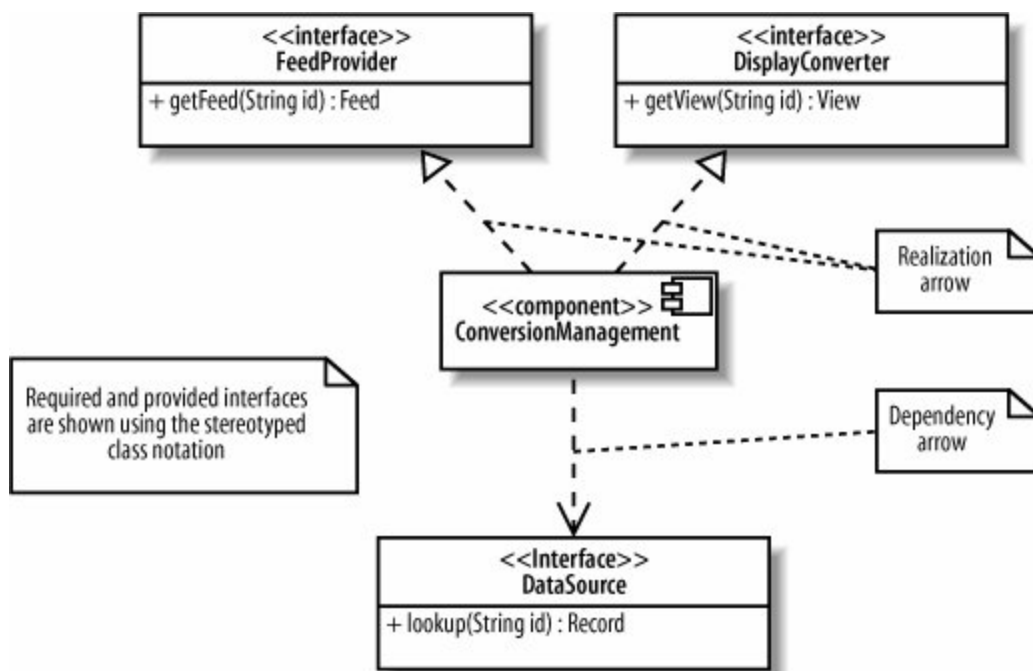 <<interface>>
FeedProvider
+ getFeed(String id) : Feed
<<interface>>
DisplayConverter
+ getView(String id) : View
Realization
arrow
<<component>>
ConversionManagement
Required and provided interfaces
are shown using the stereotyped
class notation
Dependency
arrow
<<Interface>>
DataSource
+ lookup(String id) : Record